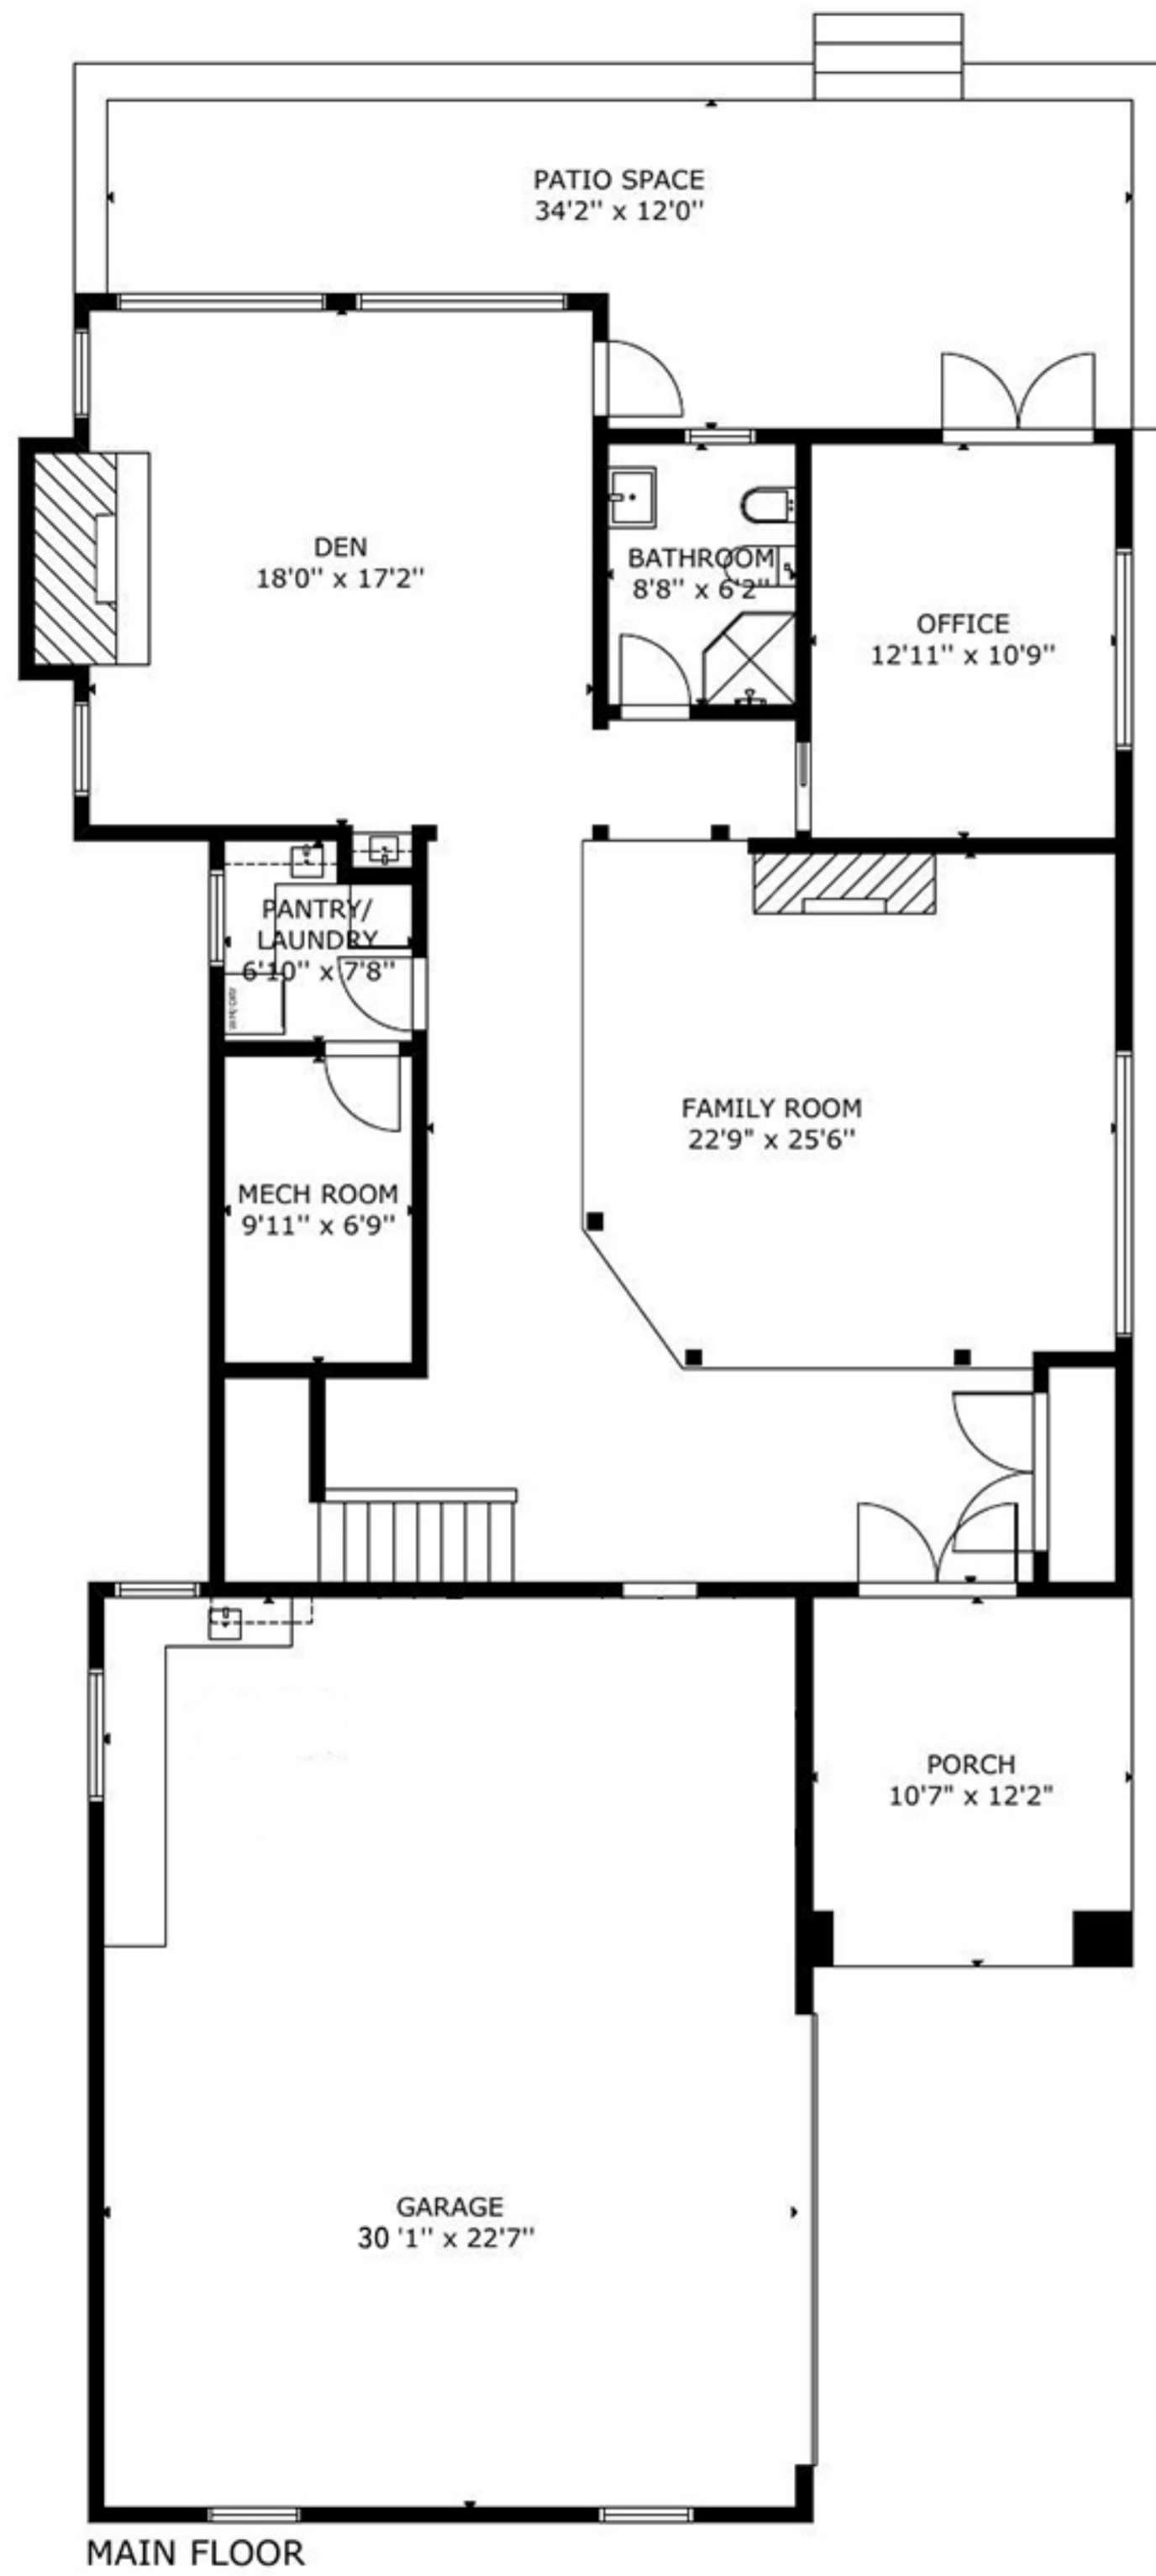 PATIO SPACE
34'2'' x 12'0''
DEN
18'0'' x 17'2''
BATHROOM
8'8'' x 6'2''
OFFICE
12'11'' x 10'9''
PANTRY/
LAUNDRY
6'10'' x 7'8''
FAMILY ROOM
22'9" x 25'6''
MECH ROOM
9'11'' x 6'9''
PORCH
10'7" x 12'2"
GARAGE
30 '1'' x 22'7''
MAIN FLOOR